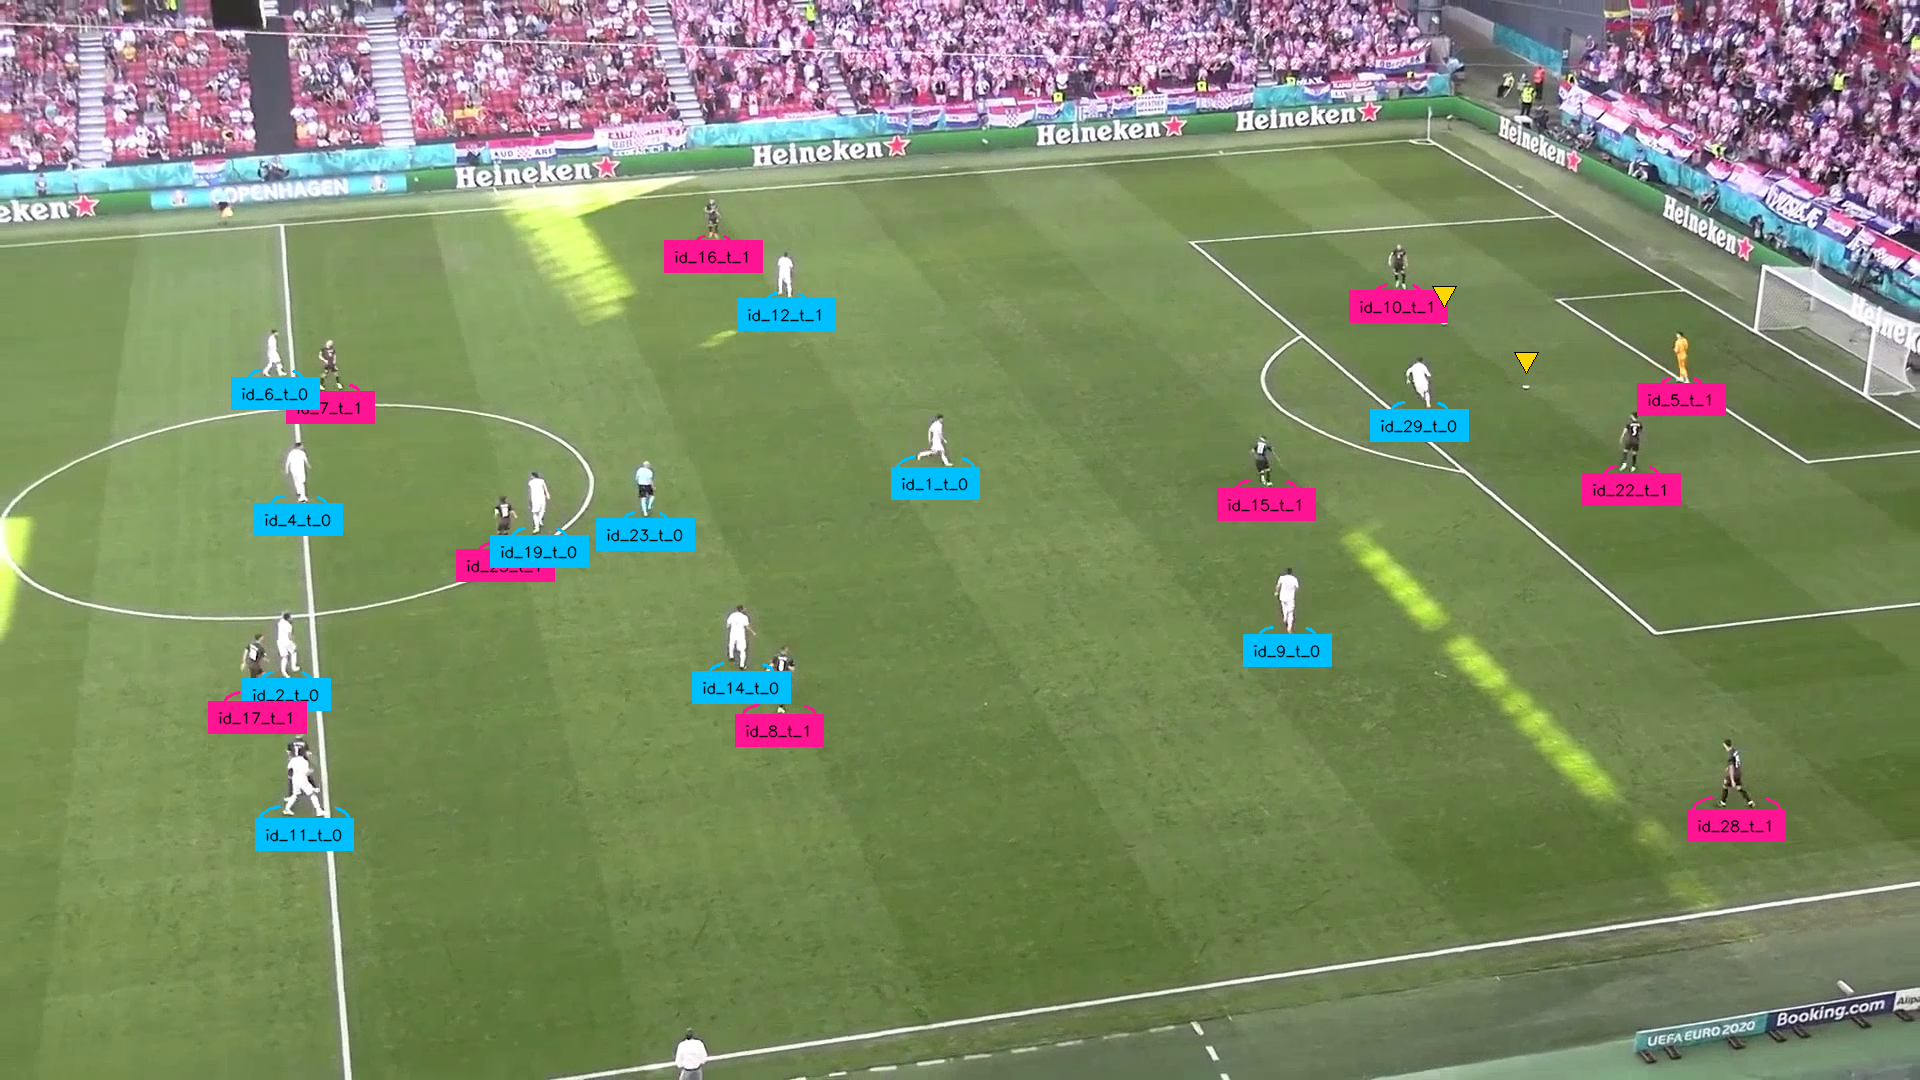 Heineken
Heineken
Heineken
Heineken
COPENHAGEN
Heineken
eken
Heineken
id_16_t_1
id_12_t_1
id_10_t_1
id_6_t_0
id_7_t_1
id_5_t_1
id_29_t_0
id_1_t_0
id_22_t_1
id_15_t_1
id_4_t_0
id_23_t_0
id_19_t_0
id_9_t_0
id_14_t_0
id_2_t_0
id_17_t_1
id_8_t_1
id_28_t_1
id_11_t_0
Booking.com
UEFA EURO 2020